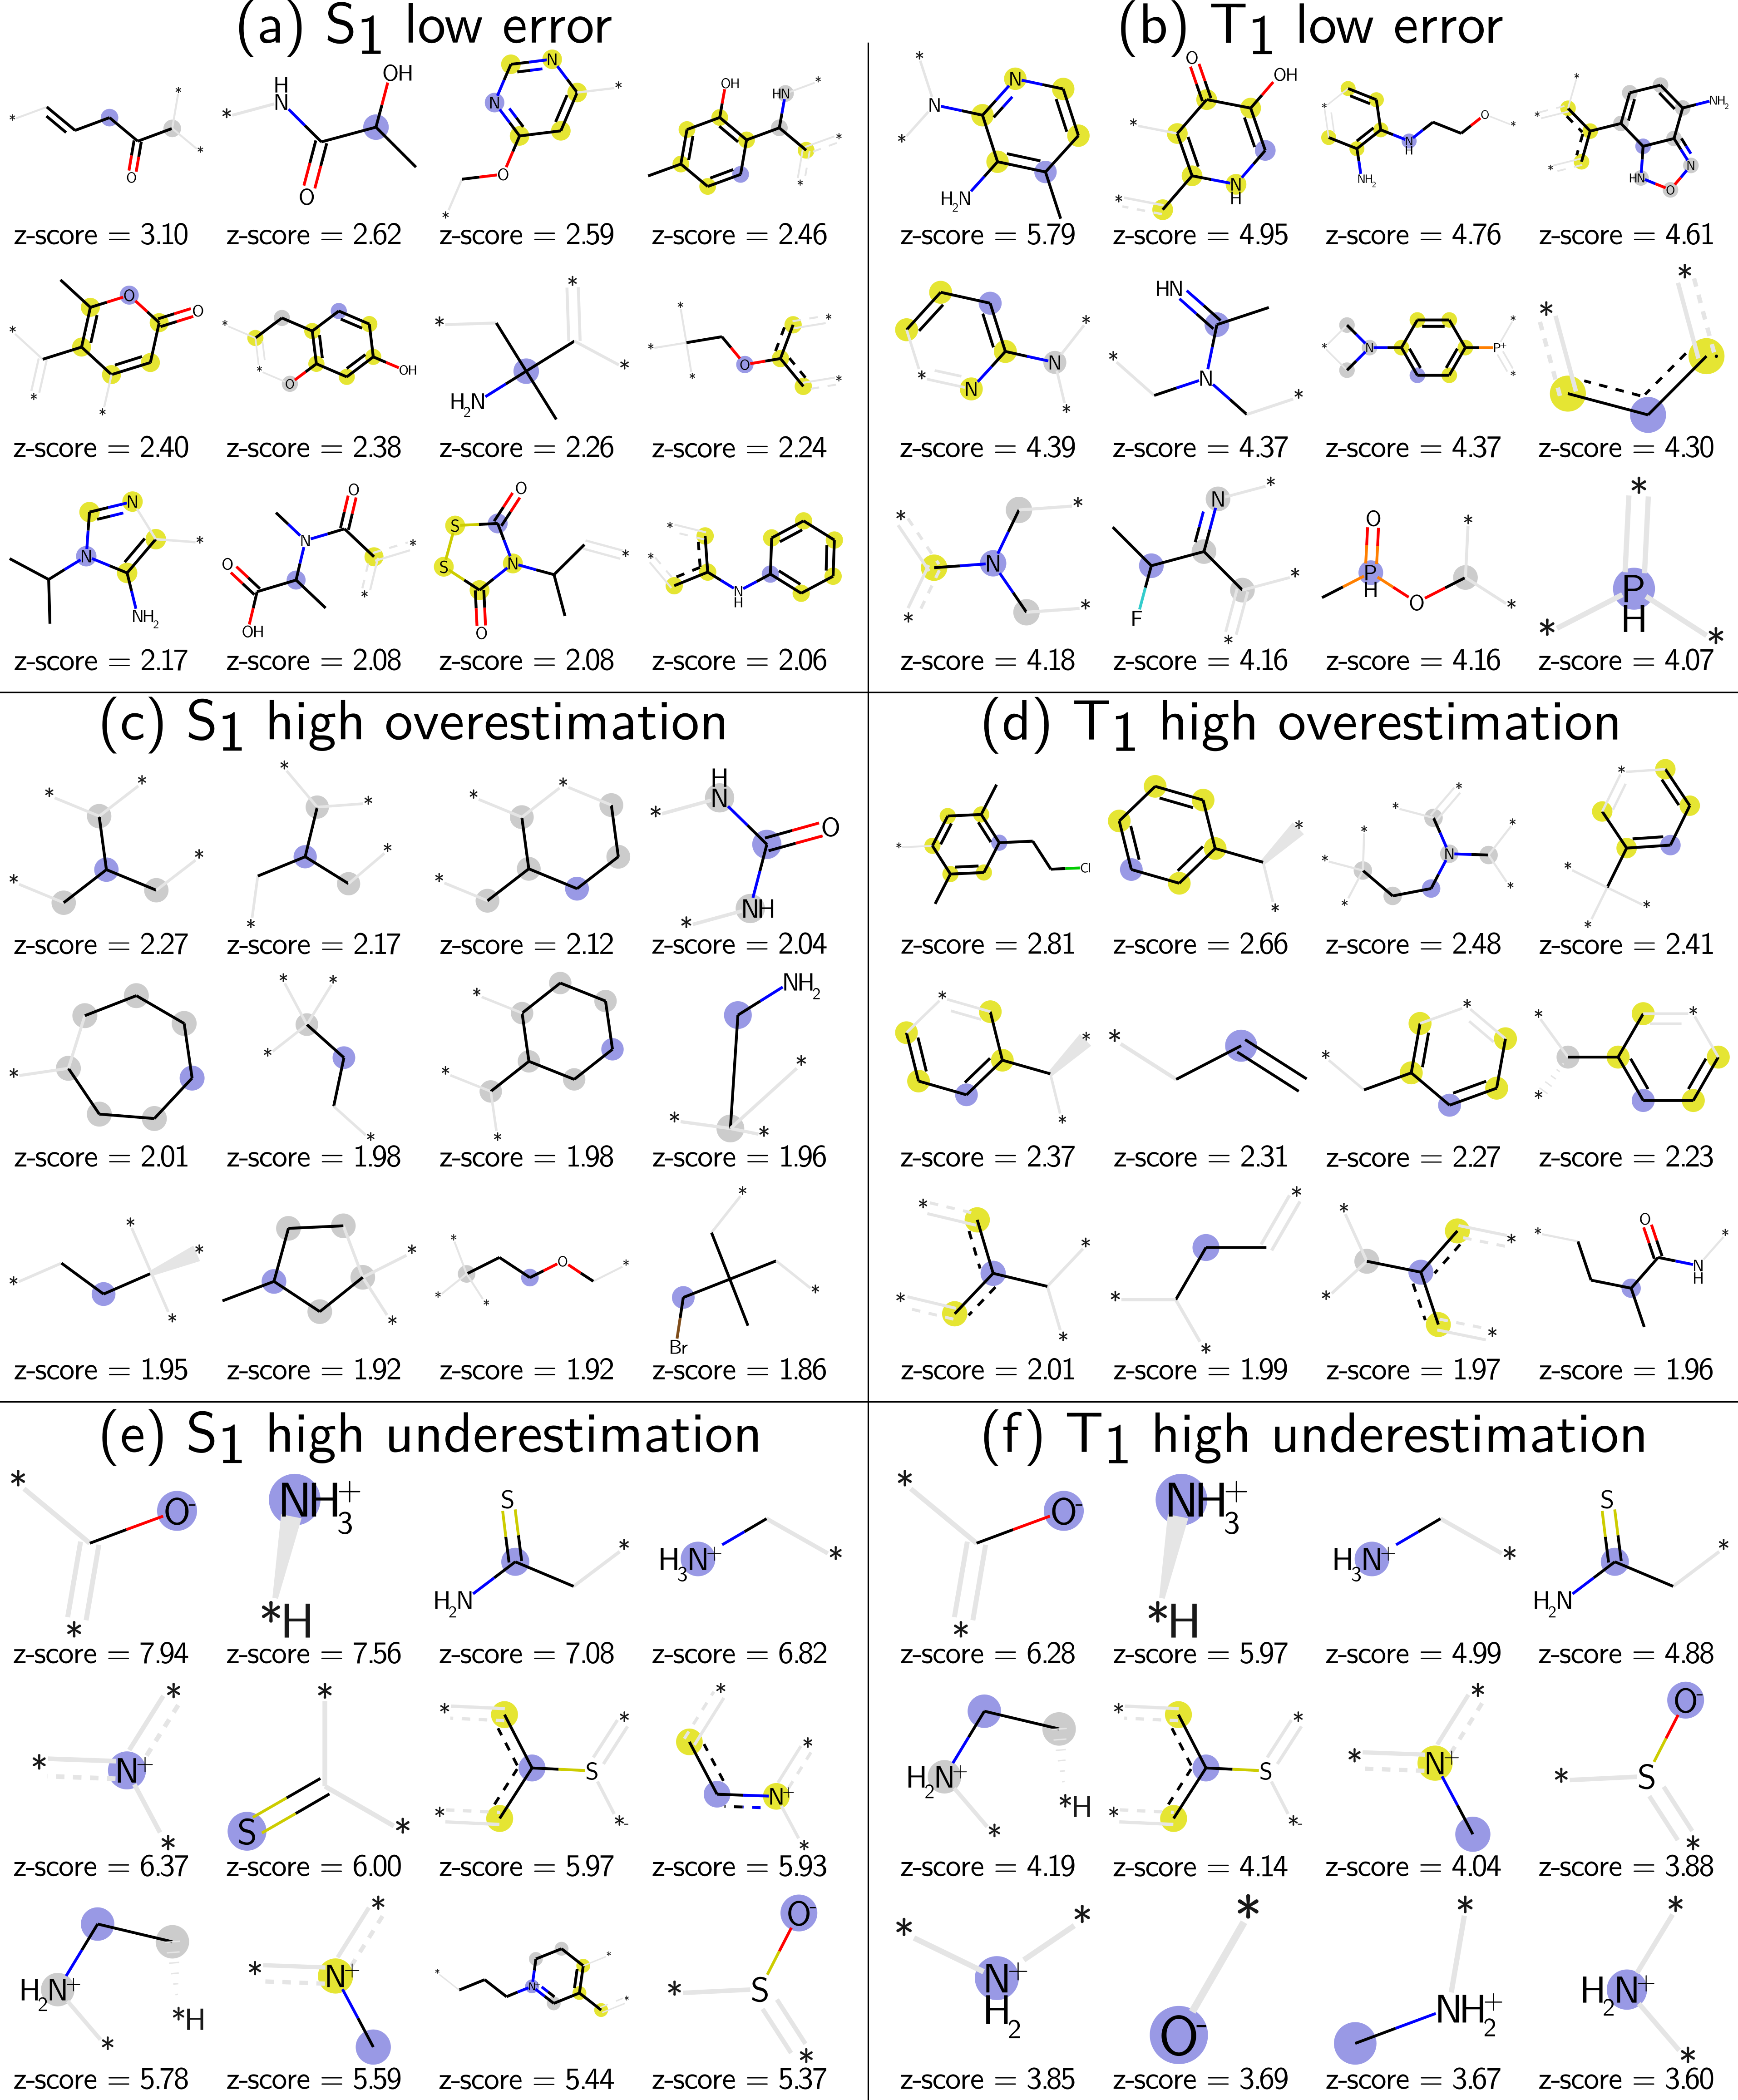 (a) S1 low error
(b) T1 low error
z-score = 3.10 z-score = 2.62 z-score = 2.59 z-score = 2.46
z-score = 5.79 z-score = 4.95 z-score = 4.76 z-score = 4.61
z-score = 2.40 z-score = 2.38 z-score = 2.26 z-score = 2.24
z-score = 4.39 z-score = 4.37 z-score = 4.37 z-score = 4.30
z-score = 2.17 z-score = 2.08 z-score = 2.08 z-score = 2.06
z-score = 4.18 z-score = 4.16 z-score = 4.16 z-score = 4.07
(c) S1 high overestimation
(d) T1 high overestimation
z-score = 2.27 z-score = 2.17 z-score = 2.12 z-score = 2.04
z-score = 2.81 z-score = 2.66 z-score = 2.48 z-score = 2.41
z-score = 2.01 z-score = 1.98 z-score = 1.98 z-score = 1.96
z-score = 2.37 z-score = 2.31 z-score = 2.27 z-score = 2.23
z-score = 1.95 z-score = 1.92 z-score = 1.92 z-score = 1.86
z-score = 2.01 z-score = 1.99 z-score = 1.97 z-score = 1.96
(e) S1 high underestimation
(f) T1 high underestimation
z-score = 7.94 z-score = 7.56 z-score = 7.08 z-score = 6.82
z-score = 6.28 z-score = 5.97 z-score = 4.99 z-score = 4.88
z-score = 6.37 z-score = 6.00 z-score = 5.97 z-score = 5.93
z-score = 4.19 z-score = 4.14 z-score = 4.04 z-score = 3.88
z-score = 5.78 z-score = 5.59 z-score = 5.44 z-score = 5.37
z-score = 3.85 z-score = 3.69 z-score = 3.67 z-score = 3.60